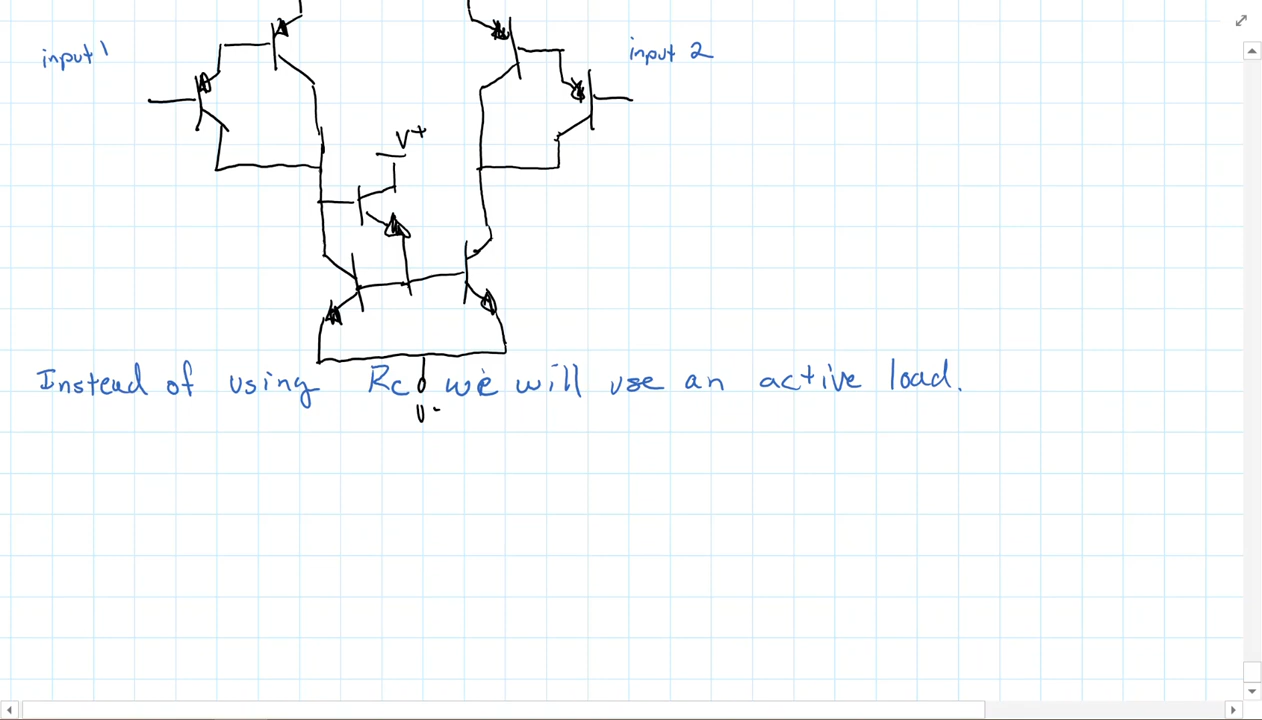 input 1
input 2
V+
Instead of using Rc we will use an active load.
V-